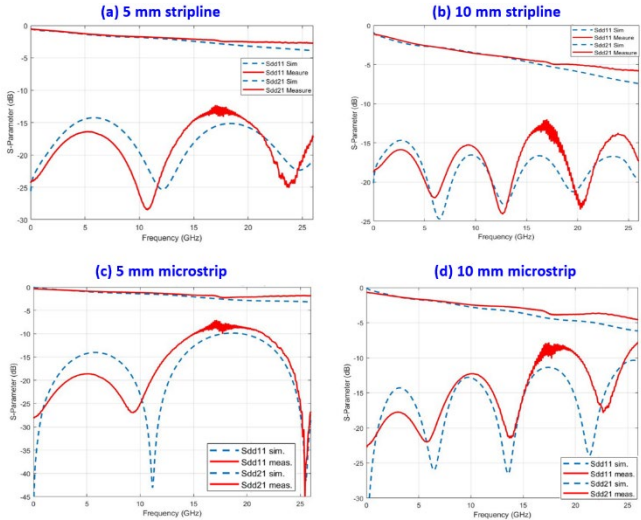 (a) 5 mm stripline
0
-5
-10
-15
-20
-25
-30
0
5
10
15
20
25
S-Parameter (dB)
Frequency (GHz)
Sdd11 Sim
Sdd11 Measure
Sdd21 Sim
Sdd21 Measure
(b) 10 mm stripline
0
-5
-10
-15
-20
-25
0
5
10
15
20
25
S-Parameter (dB)
Frequency (GHz)
Sdd11 Sim
Sdd11 Measure
Sdd21 Sim
Sdd21 Measure
(c) 5 mm microstrip
0
-5
-10
-15
-20
-25
-30
-35
-40
-45
0
5
10
15
20
25
S-Parameter (dB)
Frequency (GHz)
Sdd11 sim.
Sdd11 meas.
Sdd21 sim.
Sdd21 meas.
(d) 10 mm microstrip
0
-5
-10
-15
-20
-25
-30
0
5
10
15
20
25
S-Parameter (dB)
Frequency (GHz)
Sdd11 sim.
Sdd11 meas.
Sdd21 sim.
Sdd21 meas.